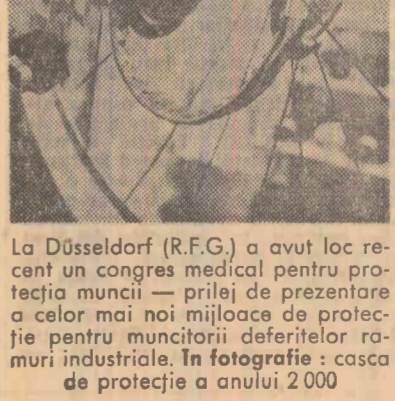 La Düsseldorf (R.F.G.) a avut loc re-
cent un congres medical pentru pro-
tecția muncii — prilej de prezentare
a celor mai noi mijloace de protec-
ție pentru muncitorii deferitelor ra-
muri industriale. In fotografie : casca
de protecție a anului 2 000